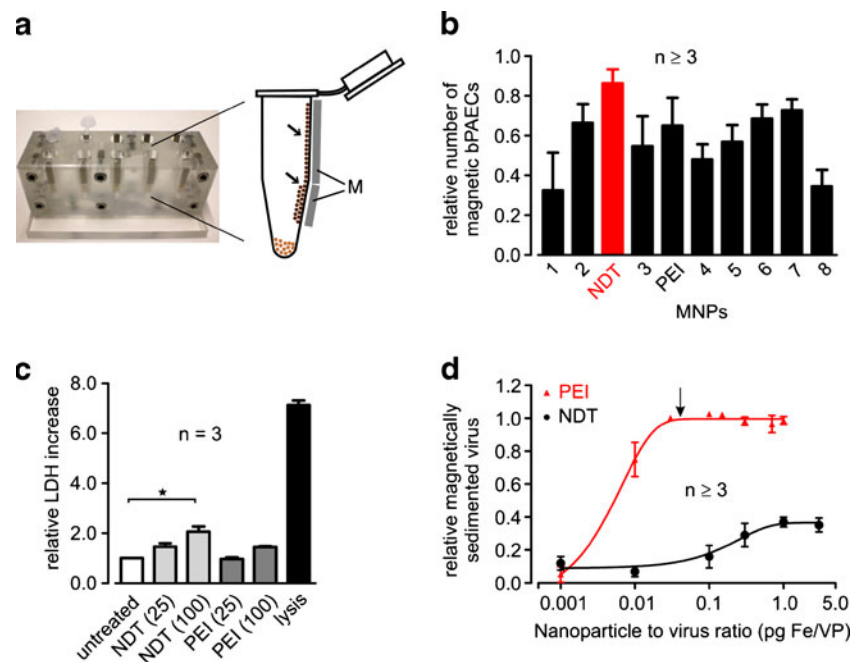 a
M
b
relative number of
magnetic bPAECs
n ≥ 3
1.0
0.8
0.6
0.4
0.2
0.0
1
2
NDT
3
PEI
4
5
6
7
8
MNPs
c
relative LDH increase
n = 3
8.0
6.0
4.0
2.0
0.0
★
untreated
NDT (25)
NDT (100)
PEI (25)
PEI (100)
lysis
d
relative magnetically
sedimented virus
1.2
1.0
0.8
0.6
0.4
0.2
0.0
PEI
NDT
n ≥ 3
0.001
0.01
0.1
1.0
5.0
Nanoparticle to virus ratio (pg Fe/VP)